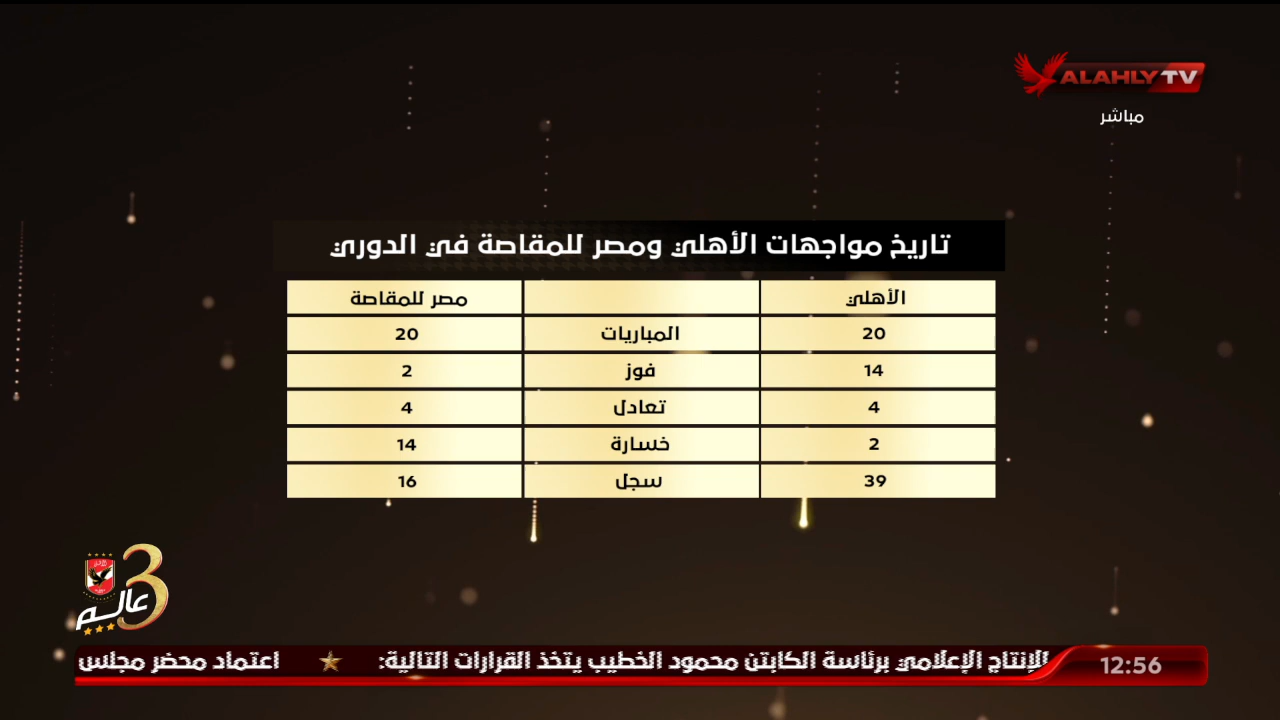 ALAHLY TV
مباشر
تاريخ مواجهات الأهلي ومصر للمقاصة في الدوري
الأهلي مصر للمقاصة
20 المباريات 20
14 فوز 2
4 تعادل 4
2 خسارة 14
39 سجل 16
3 عالم
12:56 الإنتاج الإعلامي برئاسة الكابتن محمود الخطيب يتخذ القرارات التالية: اعتماد محضر مجلس